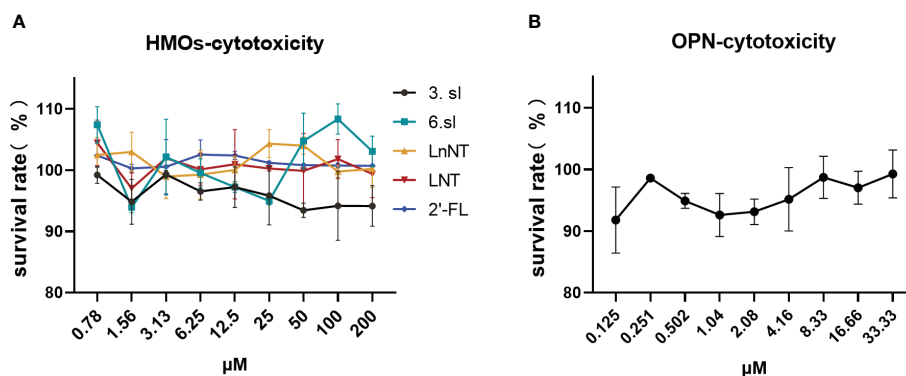 A
HMOs-cytotoxicity
survival rate（%）
110
100
90
80
0.78
1.56
3.13
6.25
12.5
25
50
100
200
μM
3. sl
6.sl
LnNT
LNT
2'-FL
B
OPN-cytotoxicity
survival rate（%）
110
100
90
80
0.125
0.251
0.502
1.04
2.08
4.16
8.33
16.66
33.33
μM